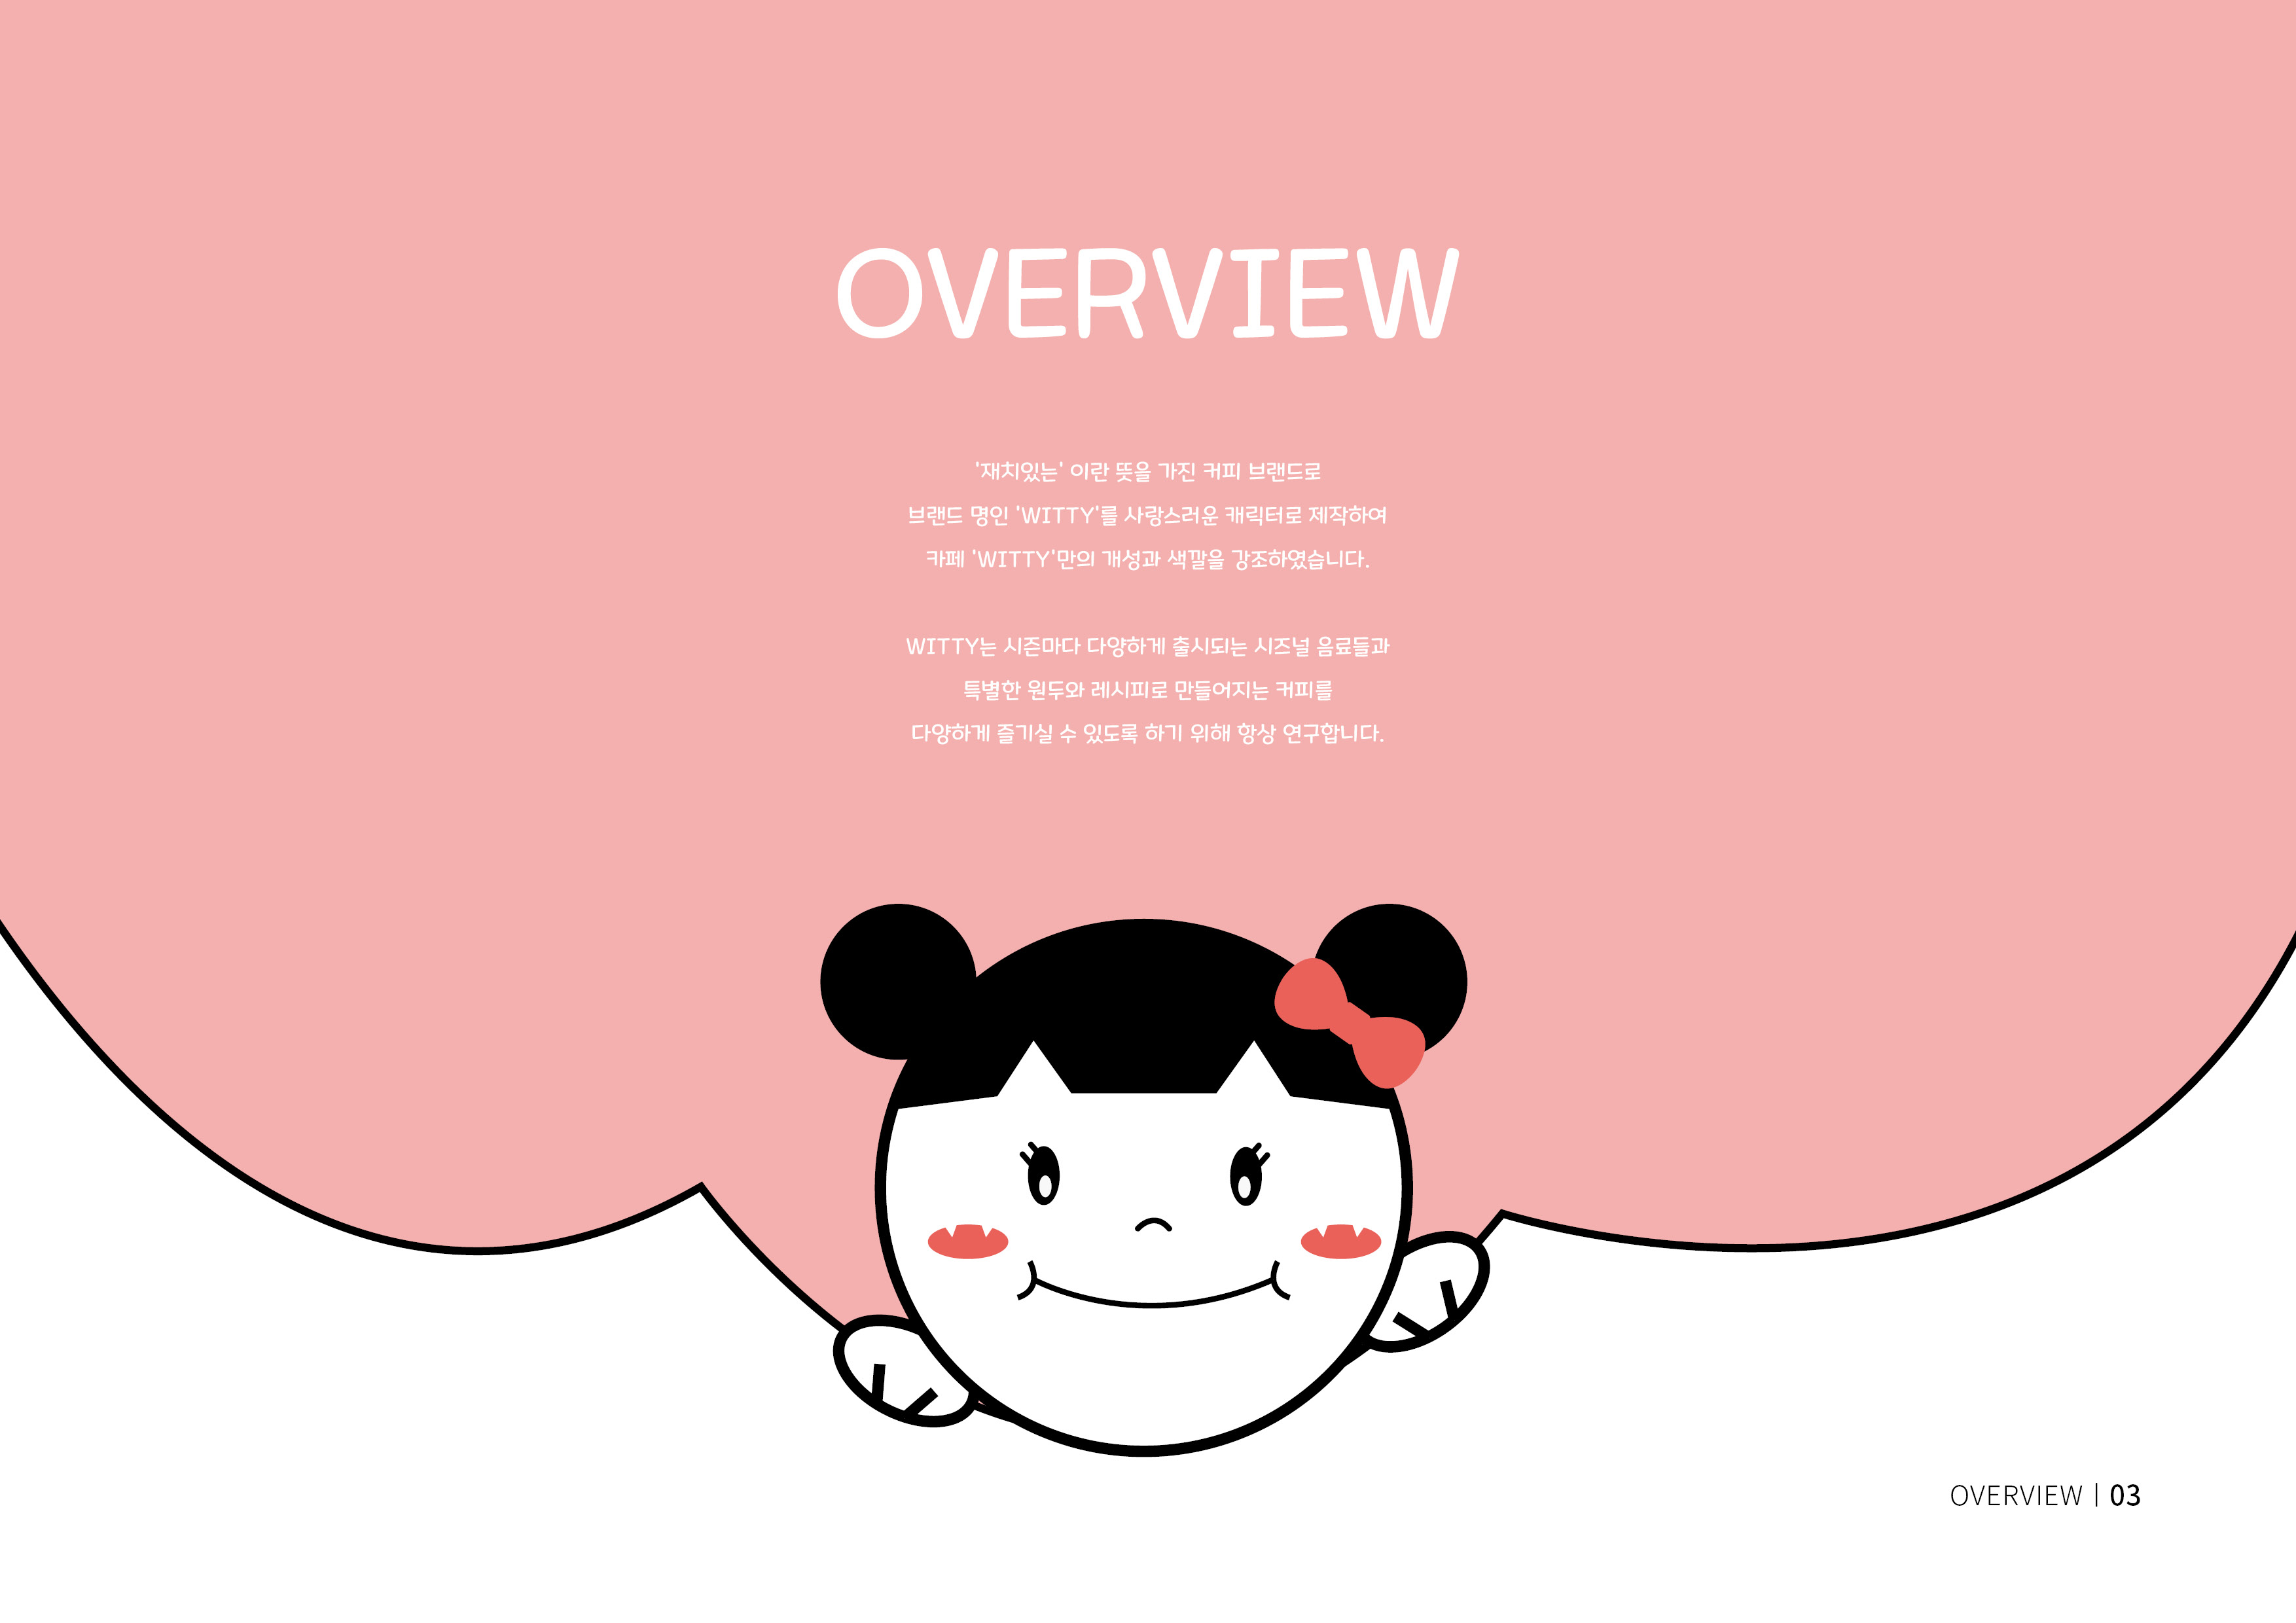 OVERVIEW
'재치있는' 이란 뜻을 가진 커피 브랜드로
브랜드 명인 'WITTY'를 사랑스러운 캐릭터로 제작하여
카페 'WITTY'만의 개성과 색깔을 강조하였습니다.
WITTY는 시즌마다 다양하게 출시되는 시즈널 음료들과
특별한 원두와 레시피로 만들어지는 커피를
다양하게 즐기실 수 있도록 하기 위해 항상 연구합니다.
OVERVIEW | 03